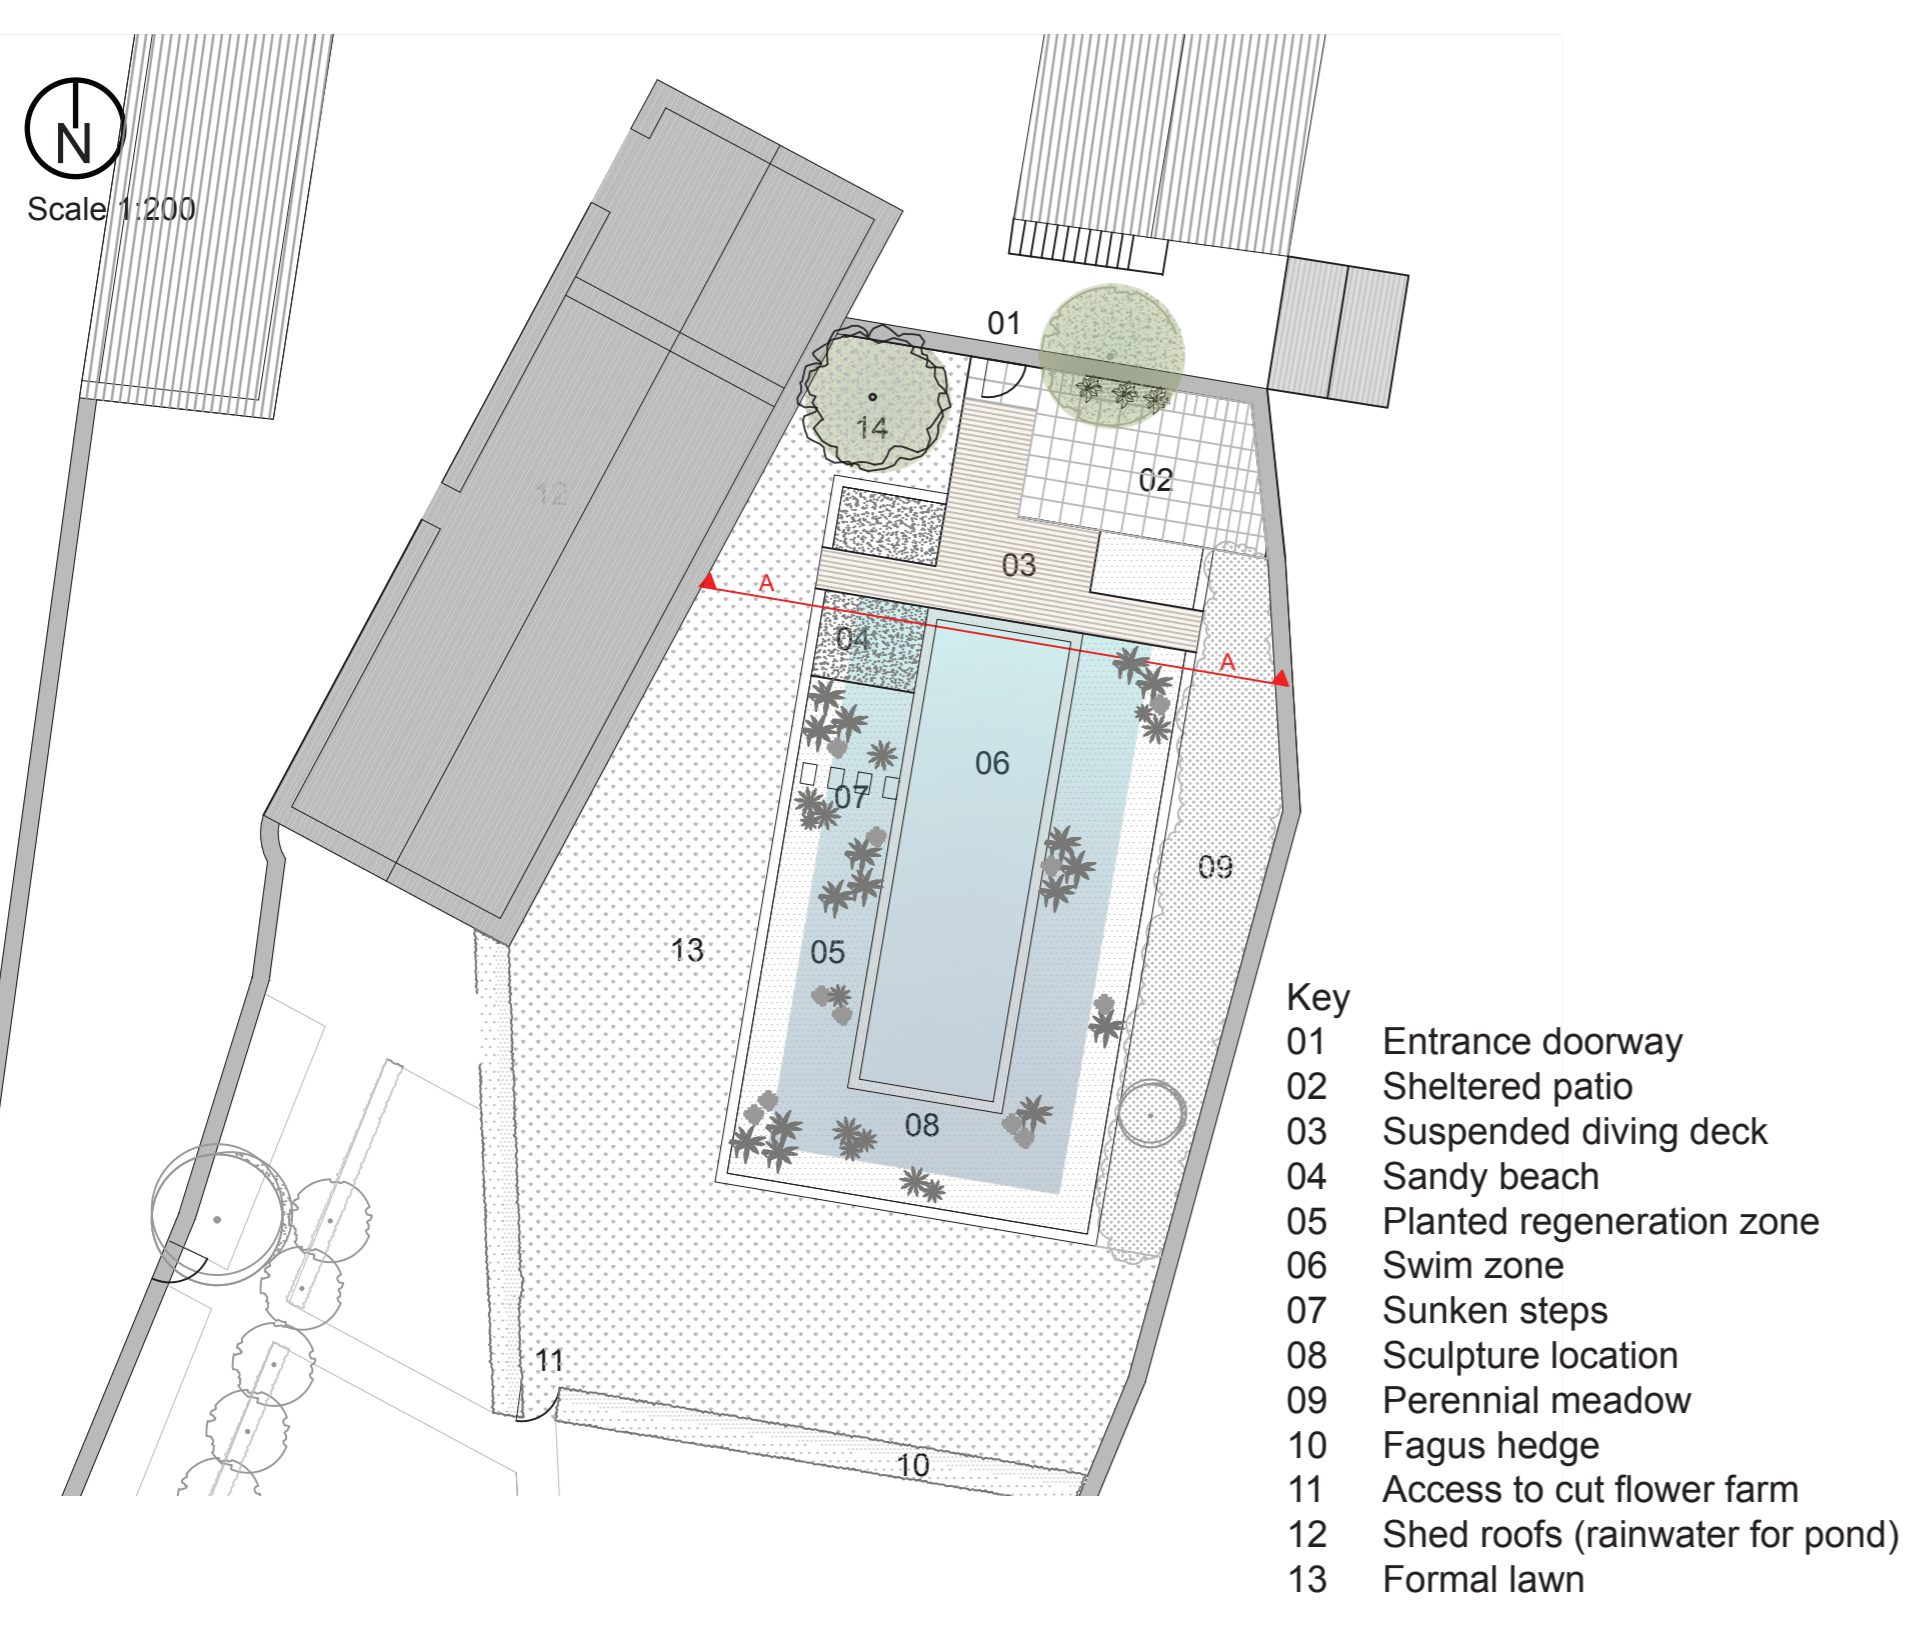 N
Scale 1:200
01
14
02
12
03
A
04
A
06
07
09
13
05
08
11
10
Key
01 Entrance doorway
02 Sheltered patio
03 Suspended diving deck
04 Sandy beach
05 Planted regeneration zone
06 Swim zone
07 Sunken steps
08 Sculpture location
09 Perennial meadow
10 Fagus hedge
11 Access to cut flower farm
12 Shed roofs (rainwater for pond)
13 Formal lawn